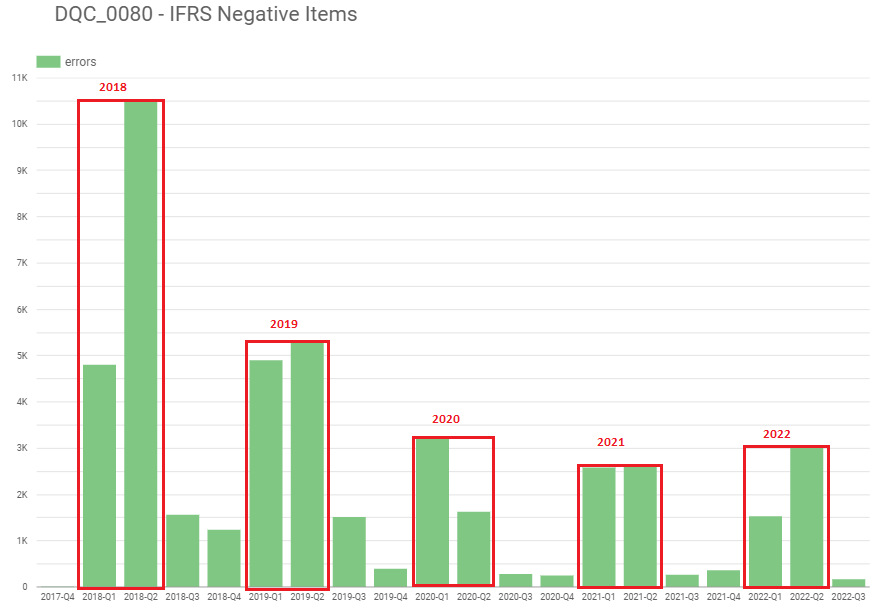 DQC_0080 - IFRS Negative Items
errors
11K
10K
9K
8K
7K
6K
5K
4K
3K
2K
1K
0
2018
2019
2020
2021
2022
2017-Q4 2018-Q1 2018-Q2 2018-Q3 2018-Q4 2019-Q1 2019-Q2 2019-Q3 2019-Q4 2020-Q1 2020-Q2 2020-Q3 2020-Q4 2021-Q1 2021-Q2 2021-Q3 2021-Q4 2022-Q1 2022-Q2 2022-Q3